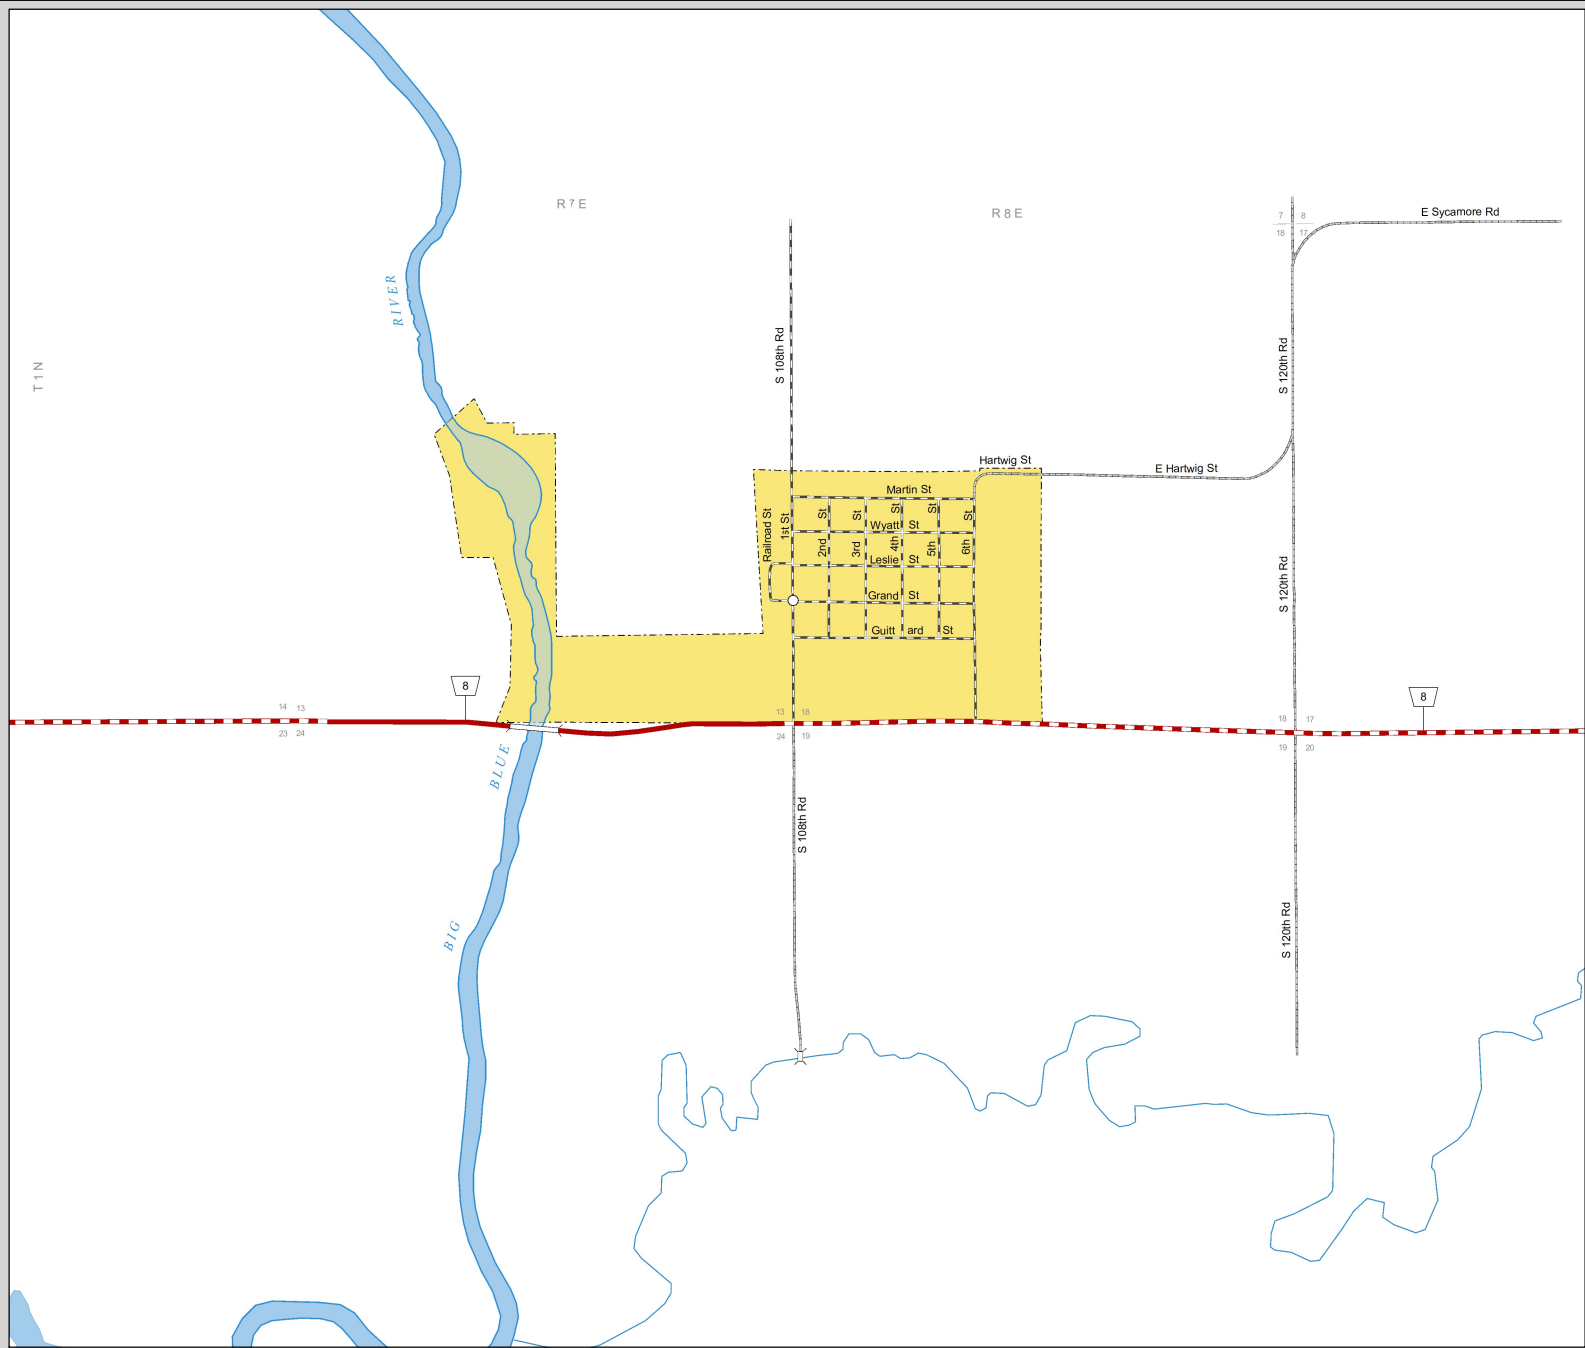 R 7 E
R 8 E
E Sycamore Rd
7 8
18 17
RIVER
T 1 N
S 108th Rd
S 120th Rd
Hartwig St
E Hartwig St
Martin St
Railroad St
1st St
2nd St
3rd St
4th St
5th St
6th St
Wyatt St
Leslie St
Grand St
Guitt ard St
S 120th Rd
8
8
14 13
23 24
13 18
24 19
18 17
19 20
BLUE
S 108th Rd
BIG
S 120th Rd